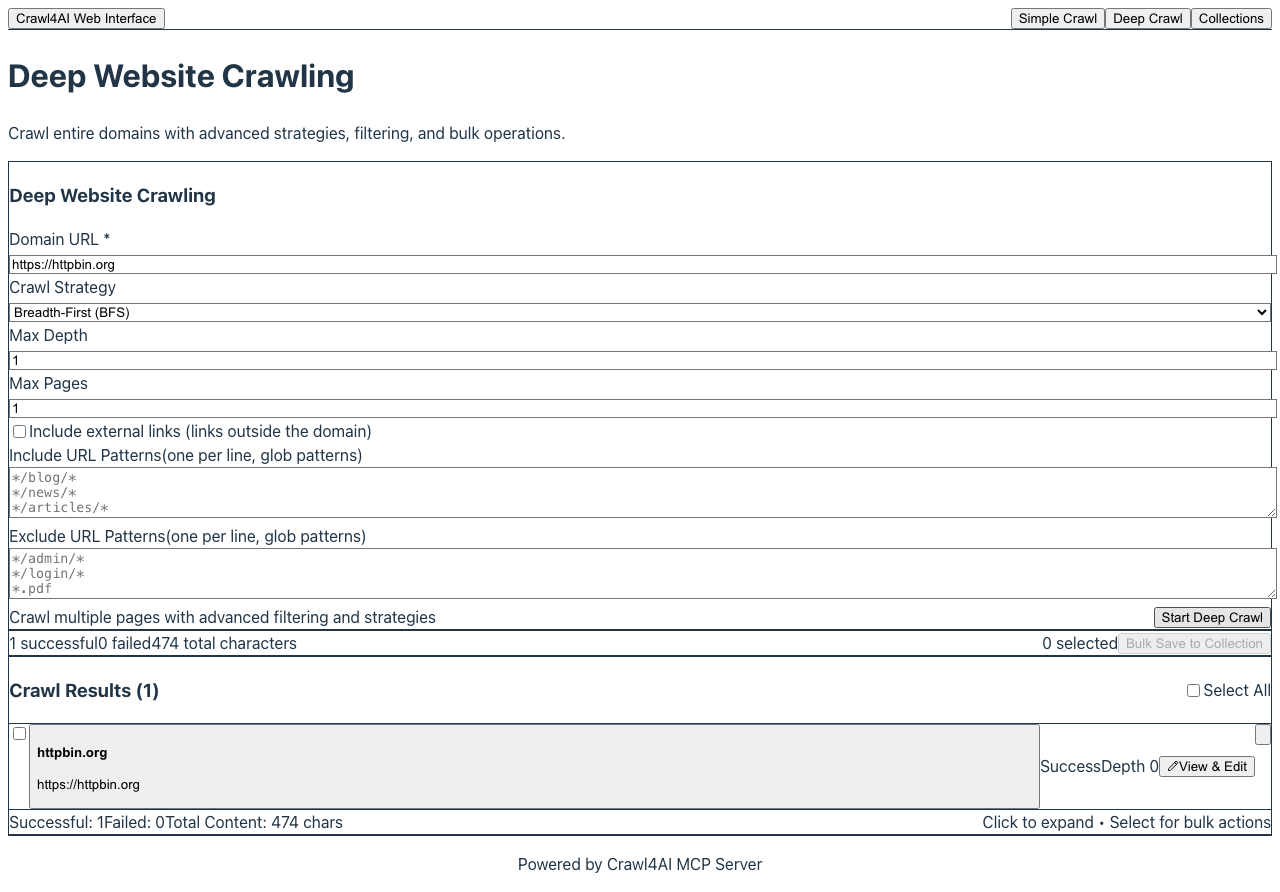 Crawl4AI Web Interface Simple Crawl Deep Crawl Collections
Deep Website Crawling
Crawl entire domains with advanced strategies, filtering, and bulk operations.
Deep Website Crawling
Domain URL *
https://httpbin.org
Crawl Strategy
Breadth-First (BFS)
Max Depth
1
Max Pages
1
Include external links (links outside the domain)
Include URL Patterns(one per line, glob patterns)
*/blog/*
*/news/*
*/articles/*
Exclude URL Patterns(one per line, glob patterns)
*/admin/*
*/login/*
*.pdf
Crawl multiple pages with advanced filtering and strategies Start Deep Crawl
1 successful0 failed474 total characters 0 selected Bulk Save to Collection
Crawl Results (1) Select All
httpbin.org
https://httpbin.org
SuccessDepth 0 View & Edit
Successful: 1Failed: 0Total Content: 474 chars Click to expand • Select for bulk actions
Powered by Crawl4AI MCP Server